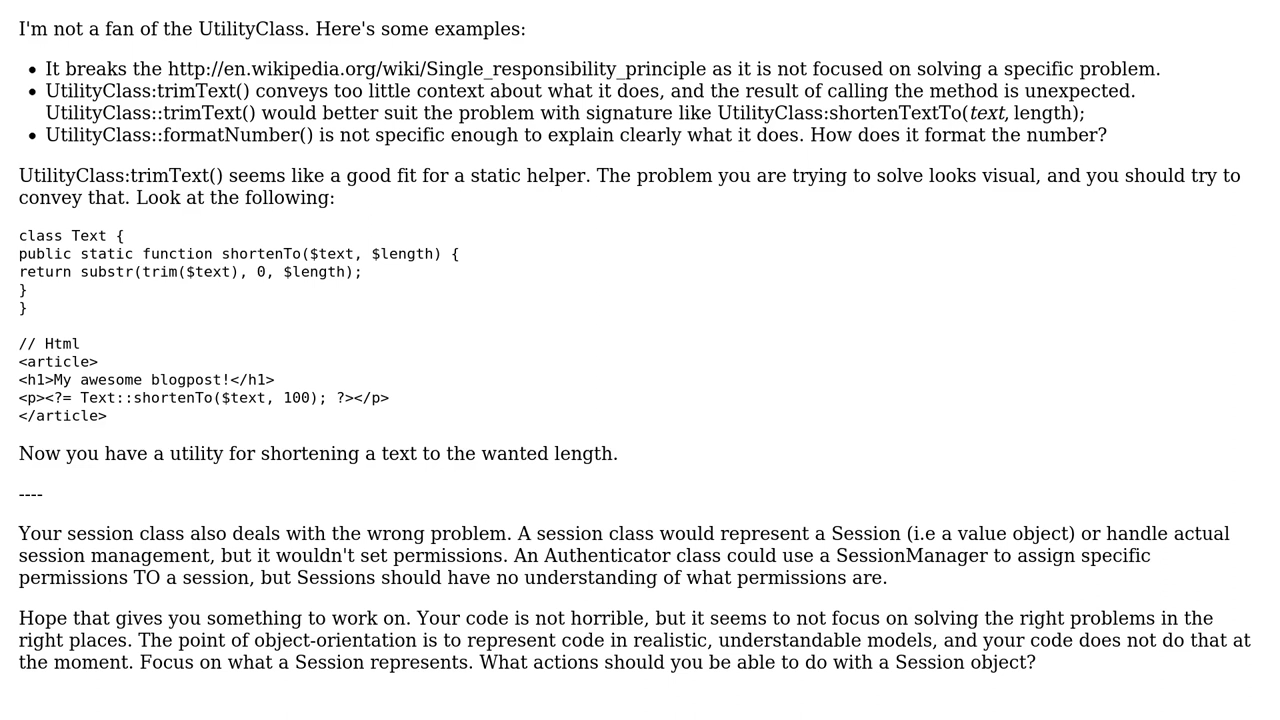 I'm not a fan of the UtilityClass. Here's some examples:
• It breaks the http://en.wikipedia.org/wiki/Single_responsibility_principle as it is not focused on solving a specific problem.
• UtilityClass:trimText() conveys too little context about what it does, and the result of calling the method is unexpected.
UtilityClass::trimText() would better suit the problem with signature like UtilityClass:shortenTextTo(text, length);
• UtilityClass::formatNumber() is not specific enough to explain clearly what it does. How does it format the number?
UtilityClass:trimText() seems like a good fit for a static helper. The problem you are trying to solve looks visual, and you should try to
convey that. Look at the following:
class Text {
public static function shortenTo($text, $length) {
return substr(trim($text), 0, $length);
}
}
// Html
<article>
<h1>My awesome blogpost!</h1>
<p><?= Text::shortenTo($text, 100); ?></p>
</article>
Now you have a utility for shortening a text to the wanted length.
----
Your session class also deals with the wrong problem. A session class would represent a Session (i.e a value object) or handle actual
session management, but it wouldn't set permissions. An Authenticator class could use a SessionManager to assign specific
permissions TO a session, but Sessions should have no understanding of what permissions are.
Hope that gives you something to work on. Your code is not horrible, but it seems to not focus on solving the right problems in the
right places. The point of object-orientation is to represent code in realistic, understandable models, and your code does not do that at
the moment. Focus on what a Session represents. What actions should you be able to do with a Session object?